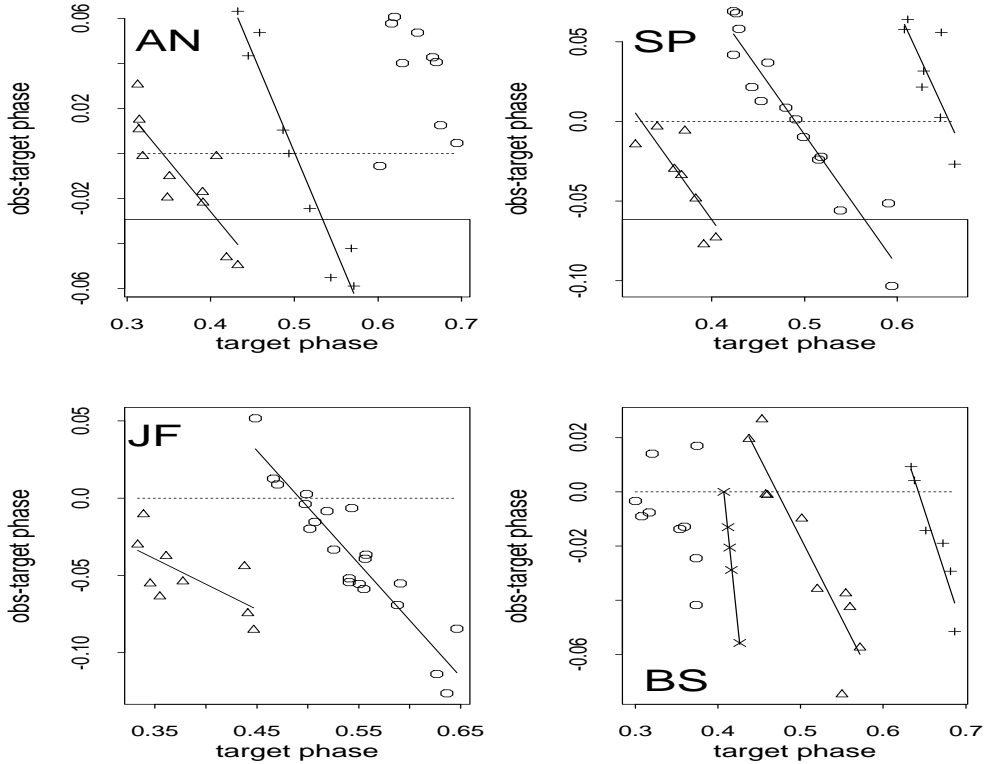 AN
obs-target phase
0.06
0.02
-0.02
-0.06
0.3 0.4 0.5 0.6 0.7
target phase
SP
obs-target phase
0.05
0.0
-0.05
-0.10
0.4 0.5 0.6
target phase
JF
obs-target phase
0.05
0.0
-0.05
-0.10
0.35 0.45 0.55 0.65
target phase
BS
obs-target phase
0.02
0.0
-0.02
-0.06
0.3 0.4 0.5 0.6 0.7
target phase